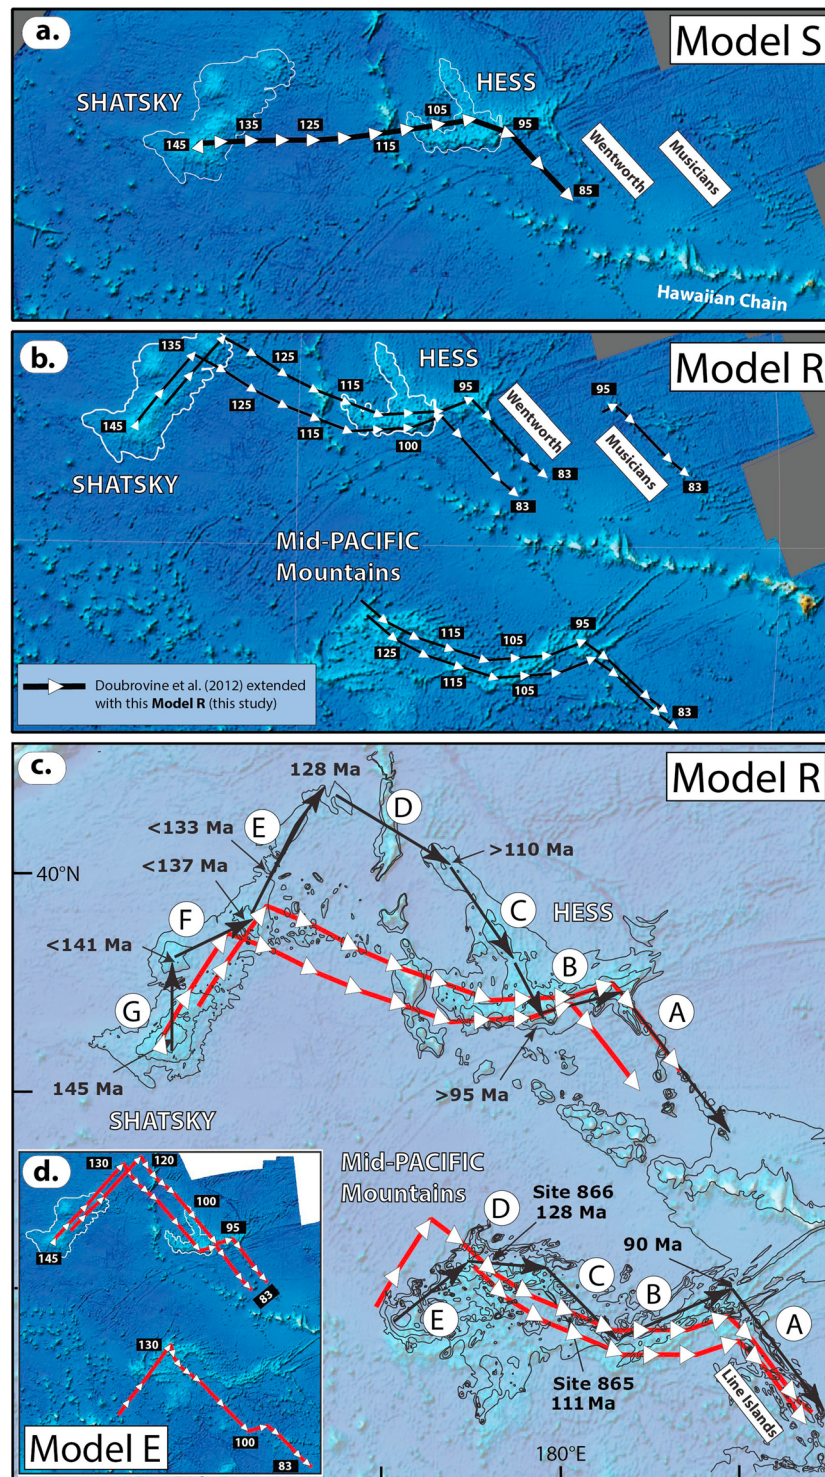 a.
Model S
SHATSKY
HESS
145
135
125
115
105
95
85
Wentworth
Musicians
Hawaiian Chain
b.
Model R
HESS
135
125
115
95
95
145
125
115
100
Wentworth
Musicians
83
83
83
SHATSKY
Mid-PACIFIC
Mountains
95
115
105
125
115
105
83
Doubrovine et al. (2012) extended
with this Model R (this study)
c.
Model R
128 Ma
D
E
<133 Ma
<137 Ma
>110 Ma
40°N
F
C
HESS
<141 Ma
B
G
A
145 Ma
>95 Ma
SHATSKY
Mid-PACIFIC
Mountains
D
Site 866
128 Ma
90 Ma
C
B
E
A
Site 865
111 Ma
Line Islands
180°E
d.
130
120
100
95
145
83
130
100
83
Model E